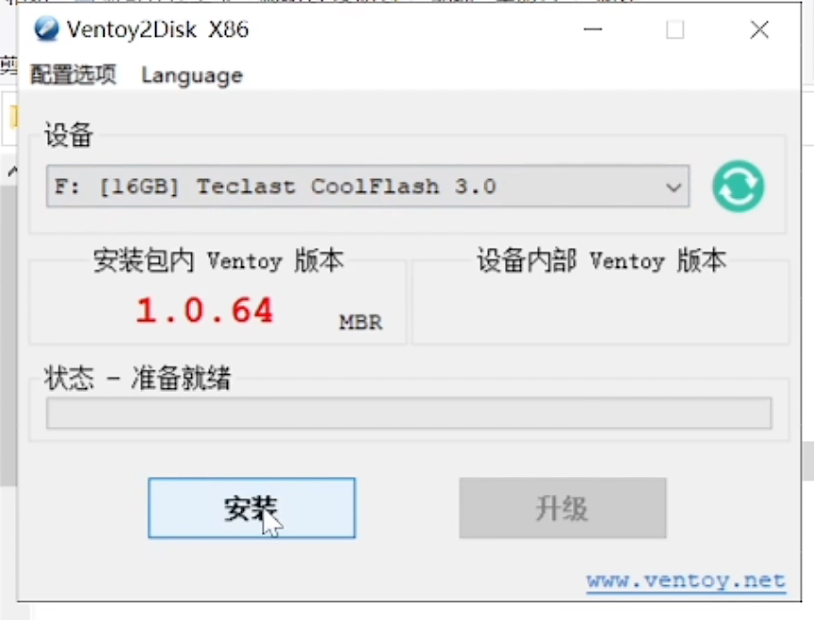 Ventoy2Disk X86
剪
配置选项 Language
设备
F: [16GB] Teclast CoolFlash 3.0
安装包内 Ventoy 版本
设备内部 Ventoy 版本
1.0.64
MBR
状态 - 准备就绪
安装
升级
www.ventoy.net